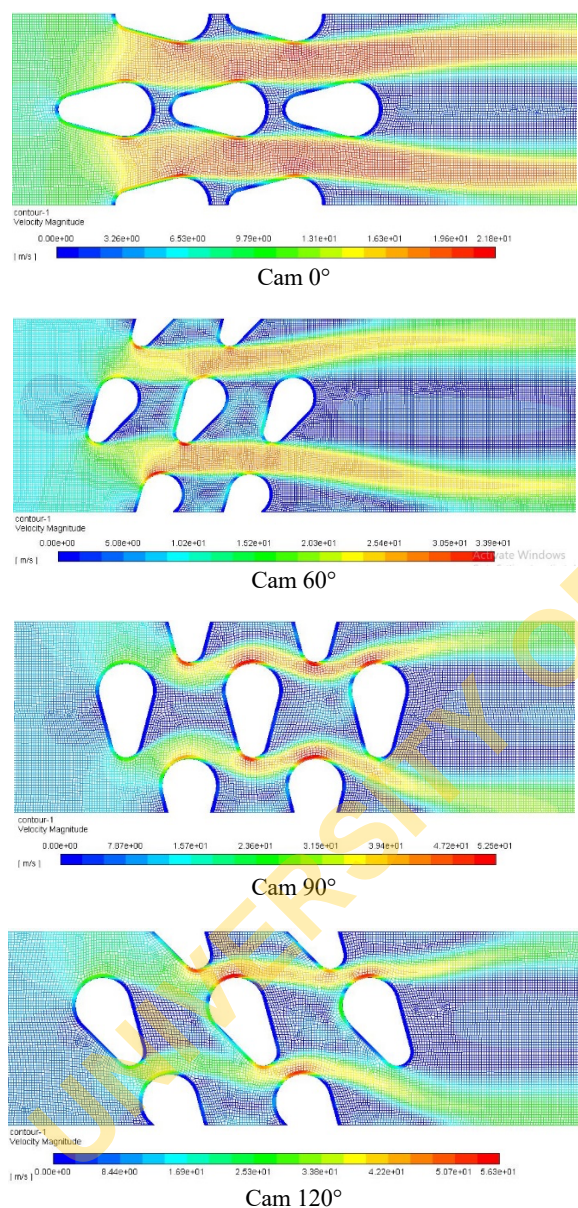 contour-1
Velocity Magnitude
0.00e+00 3.26e+00 6.53e+00 9.79e+00 1.31e+01 1.63e+01 1.96e+01 2.18e+01
[ m/s ]
Cam 0°
contour-1
Velocity Magnitude
0.00e+00 5.08e+00 1.02e+01 1.52e+01 2.03e+01 2.54e+01 3.05e+01 3.39e+01
[ m/s ]
Activate Windows
Cam 60°
contour-1
Velocity Magnitude
0.00e+00 7.87e+00 1.57e+01 2.36e+01 3.15e+01 3.94e+01 4.72e+01 5.25e+01
[ m/s ]
Cam 90°
contour-1
Velocity Magnitude
[ m/s ] 0.00e+00 8.44e+00 1.69e+01 2.53e+01 3.38e+01 4.22e+01 5.07e+01 5.63e+01
Cam 120°
UNIVERSITY O